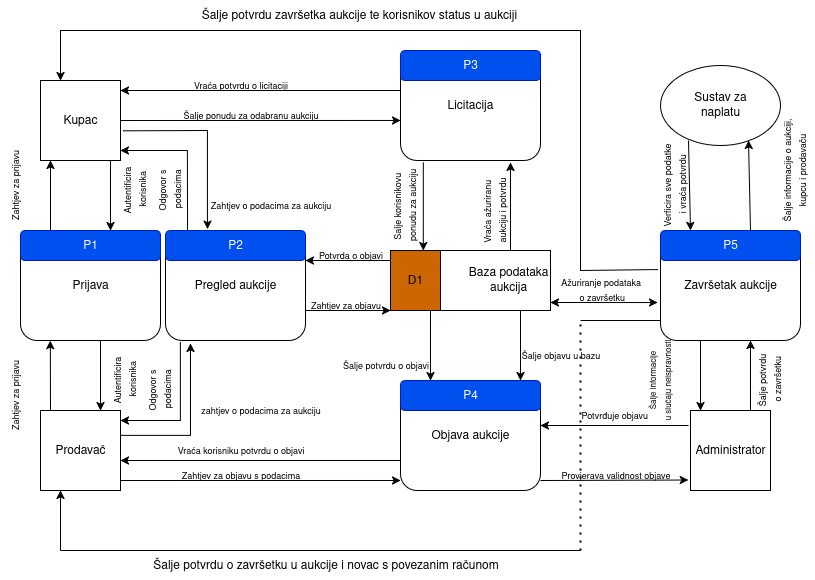 Šalje potvrdu završetka aukcije te korisnikov status u aukciji
P3
Licitacija
Vraća potvrdu o licitaciji
Šalje ponudu za odabranu aukciju
Kupac
Sustav za
naplatu
Zahtjev za prijavu
Autentificira
korisnika
Odgovor s
podacima
Zahtjev o podacima za aukciju
Šalje korisnikovu
ponudu za aukciju
Vraća ažuriranu
aukciju i potvrdu
Verficira sve podatke
i vraća potvrdu
Šalje informacije o aukciji,
kupcu i prodavaču
P1
Prijava
P2
Pregled aukcije
Potvrda o objavi
Zahtjev za objavu
D1
Baza podataka
aukcija
Ažuriranje podataka
o završetku
P5
Završetak aukcije
Zahtjev za prijavu
Autentificira
korisnika
Odgovor s
podacima
zahtjev o podacima za aukciju
Šalje potvrdu o objavi
Šalje objavu u bazu
Šalje informacije
u slučaju neispravnosti
Šalje potvrdu
o završetku
P4
Objava aukcije
Potvrđuje objavu
Provjerava validnost objave
Administrator
Prodavač
Vraća korisniku potvrdu o objavi
Zahtjev za objavu s podacima
Šalje potvrdu o završetku u aukcije i novac s povezanim računom